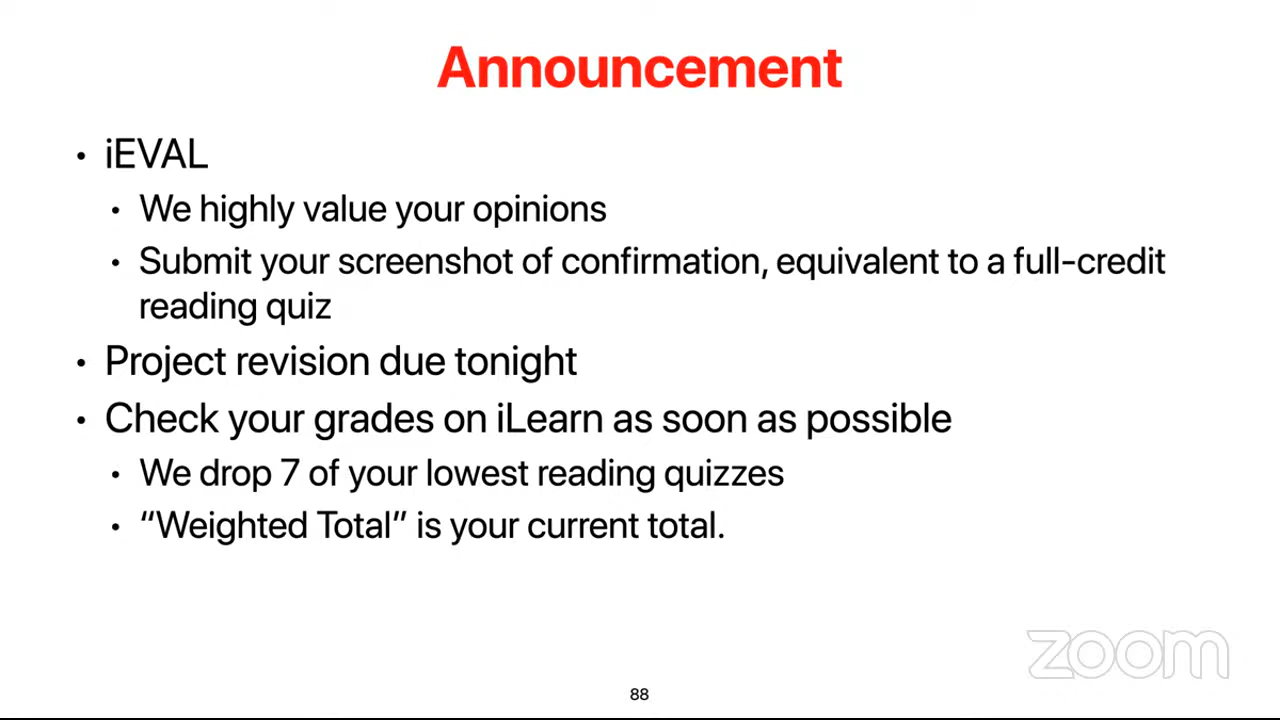 Announcement
• iEVAL
• We highly value your opinions
• Submit your screenshot of confirmation, equivalent to a full-credit
reading quiz
• Project revision due tonight
• Check your grades on iLearn as soon as possible
• We drop 7 of your lowest reading quizzes
• “Weighted Total” is your current total.
zoom
88